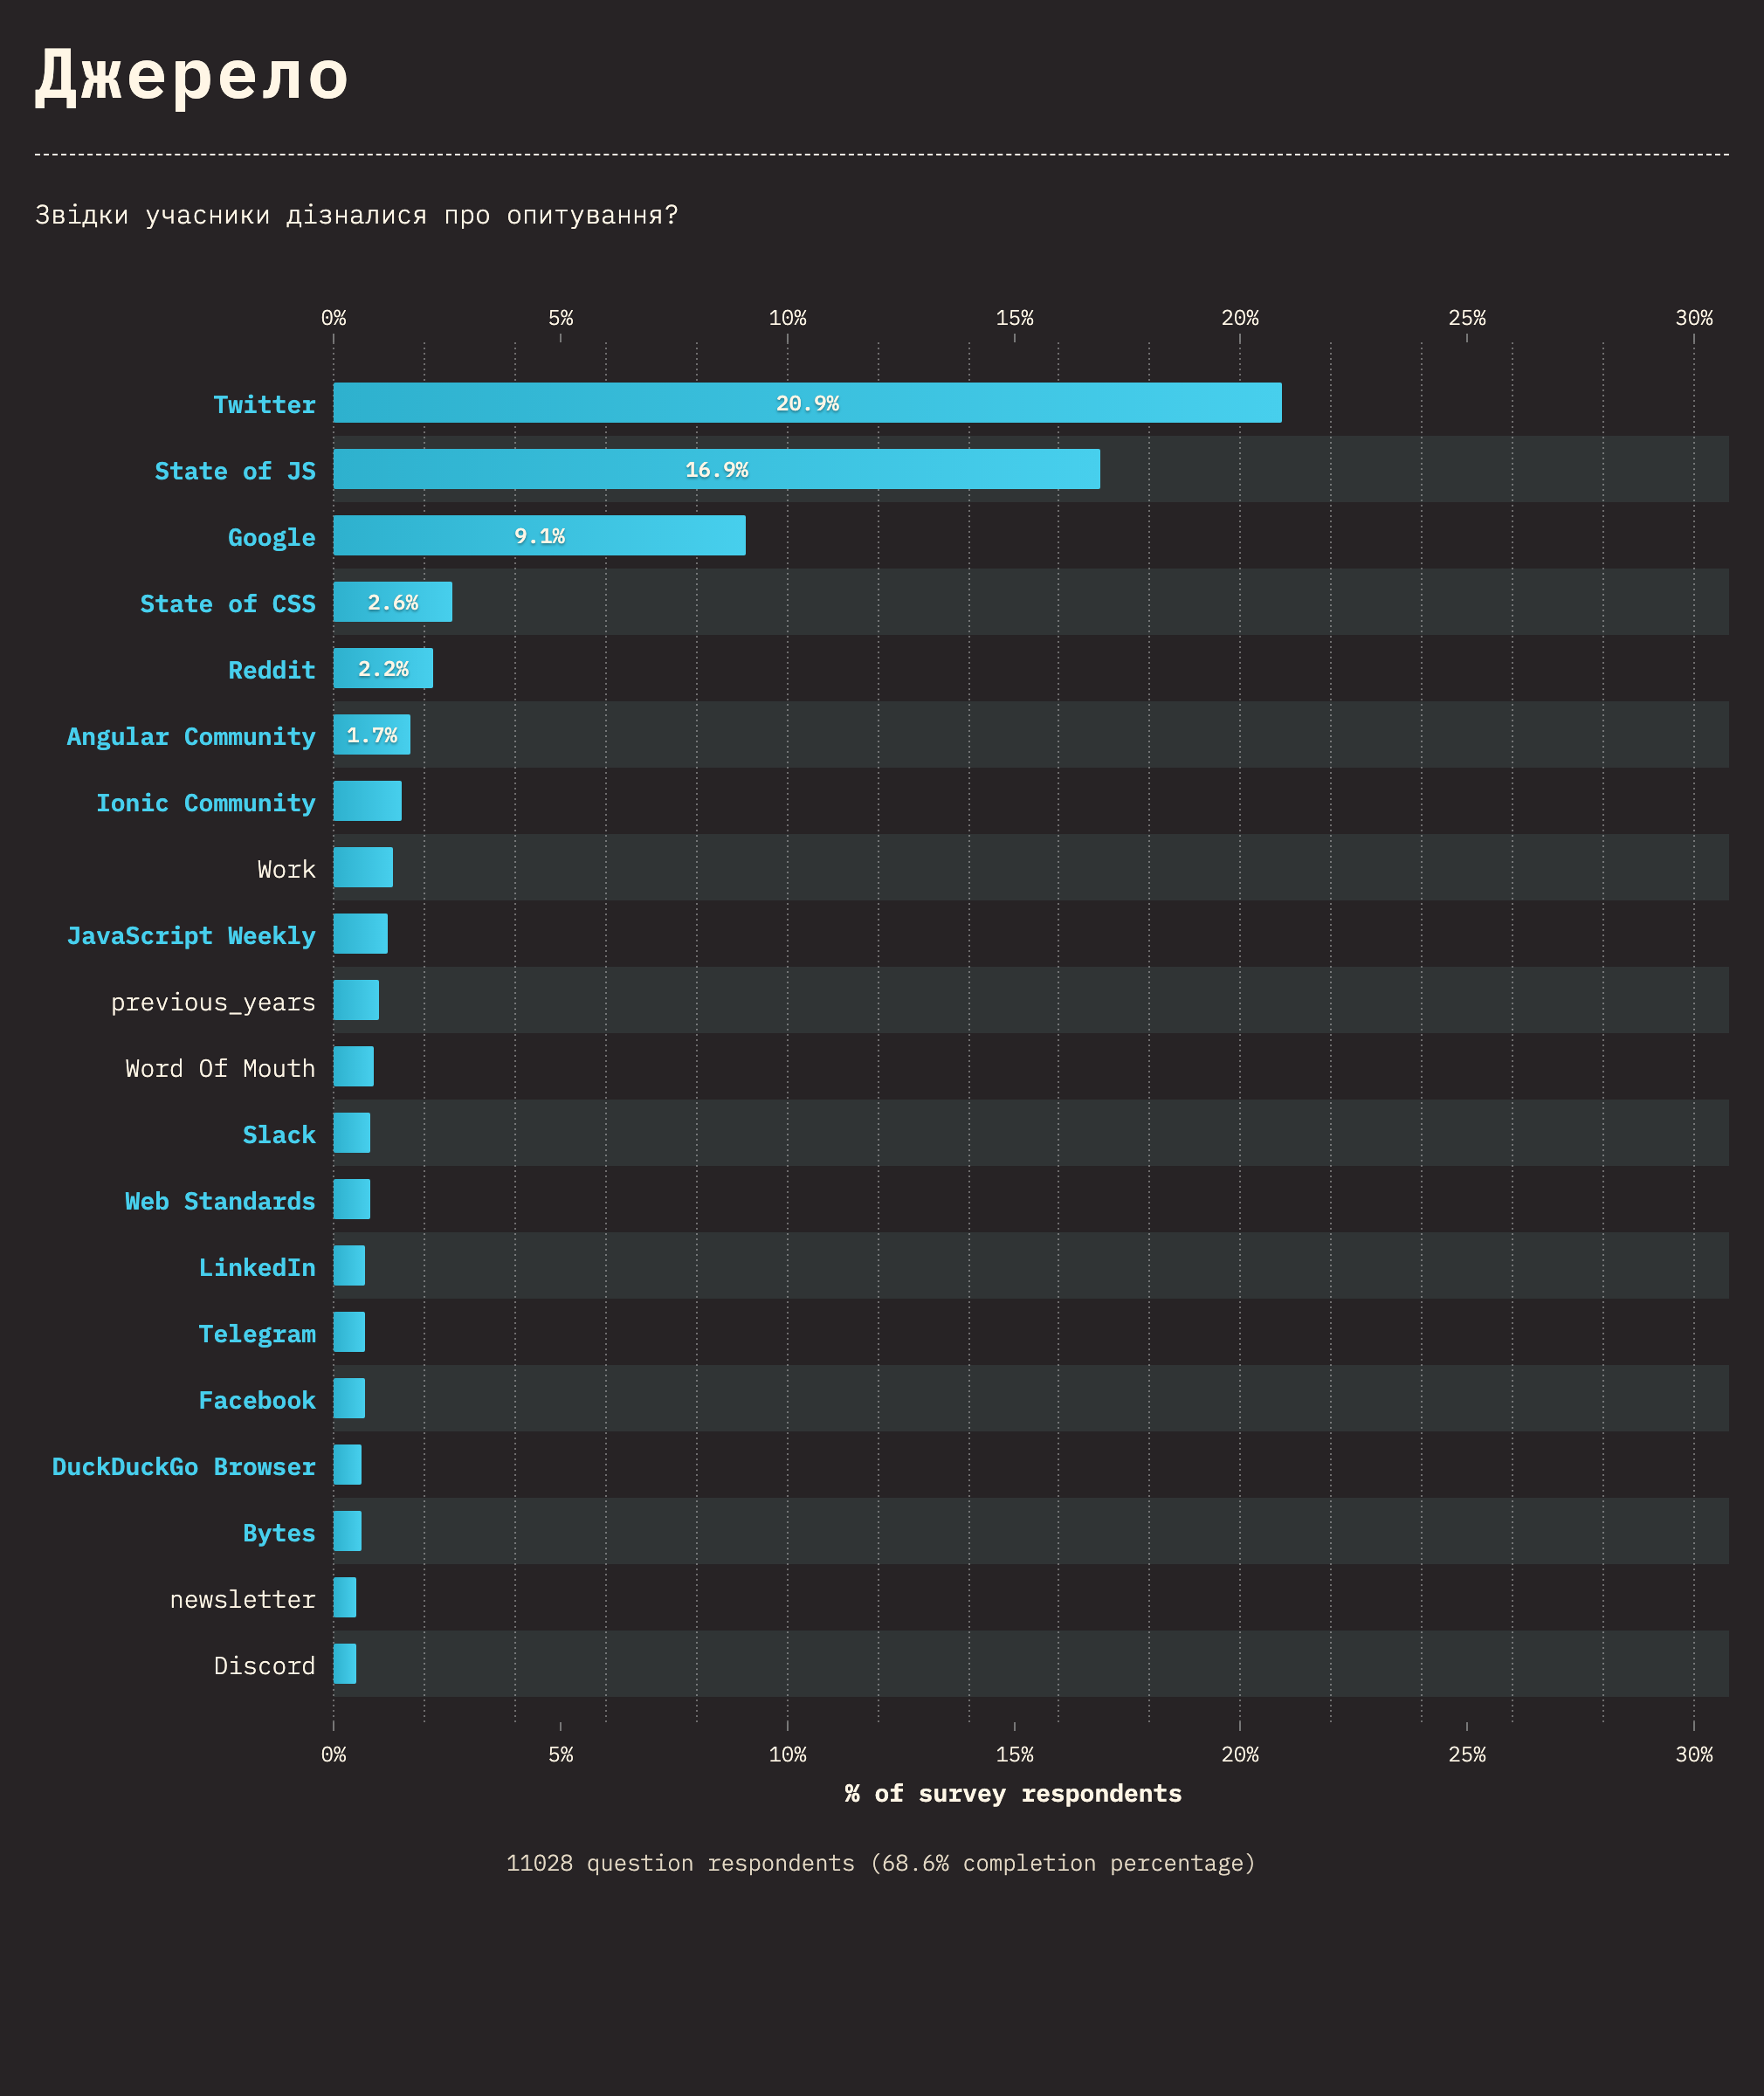 Джерело
Звідки учасники дізналися про опитування?
0% 5% 10% 15% 20% 25% 30%
Twitter 20.9%
State of JS 16.9%
Google 9.1%
State of CSS 2.6%
Reddit 2.2%
Angular Community 1.7%
Ionic Community
Work
JavaScript Weekly
previous_years
Word Of Mouth
Slack
Web Standards
LinkedIn
Telegram
Facebook
DuckDuckGo Browser
Bytes
newsletter
Discord
0% 5% 10% 15% 20% 25% 30%
% of survey respondents
11028 question respondents (68.6% completion percentage)